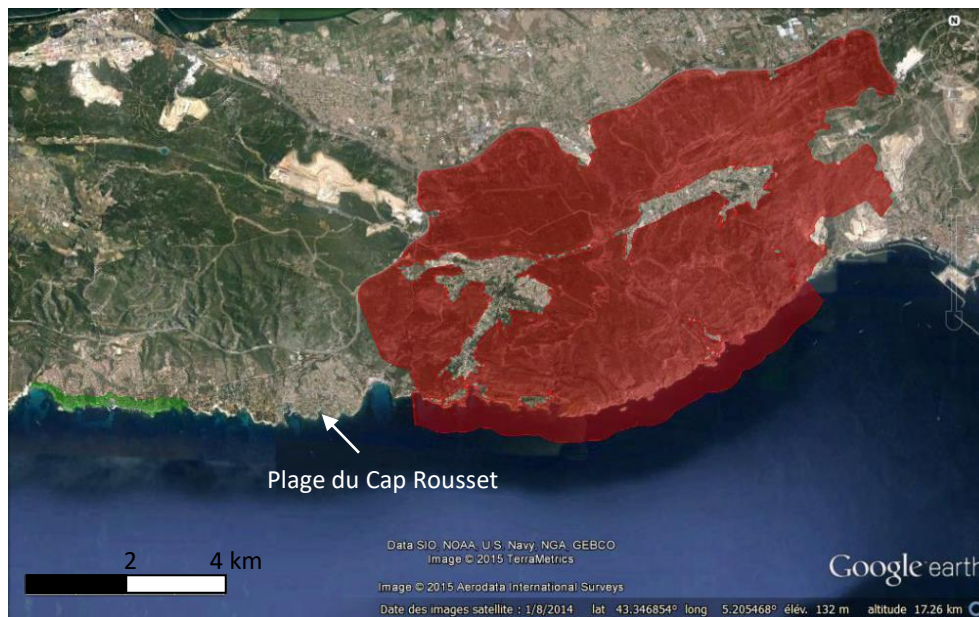 N
Plage du Cap Rousset
2 4 km
Data SIO, NOAA, U.S. Navy, NGA, GEBCO
Image © 2015 TerraMetrics
Image © 2015 Aerodata International Surveys
Google earth
Date des images satellite : 1/8/2014 lat 43.346854° long 5.205468° élév. 132 m altitude 17.26 km